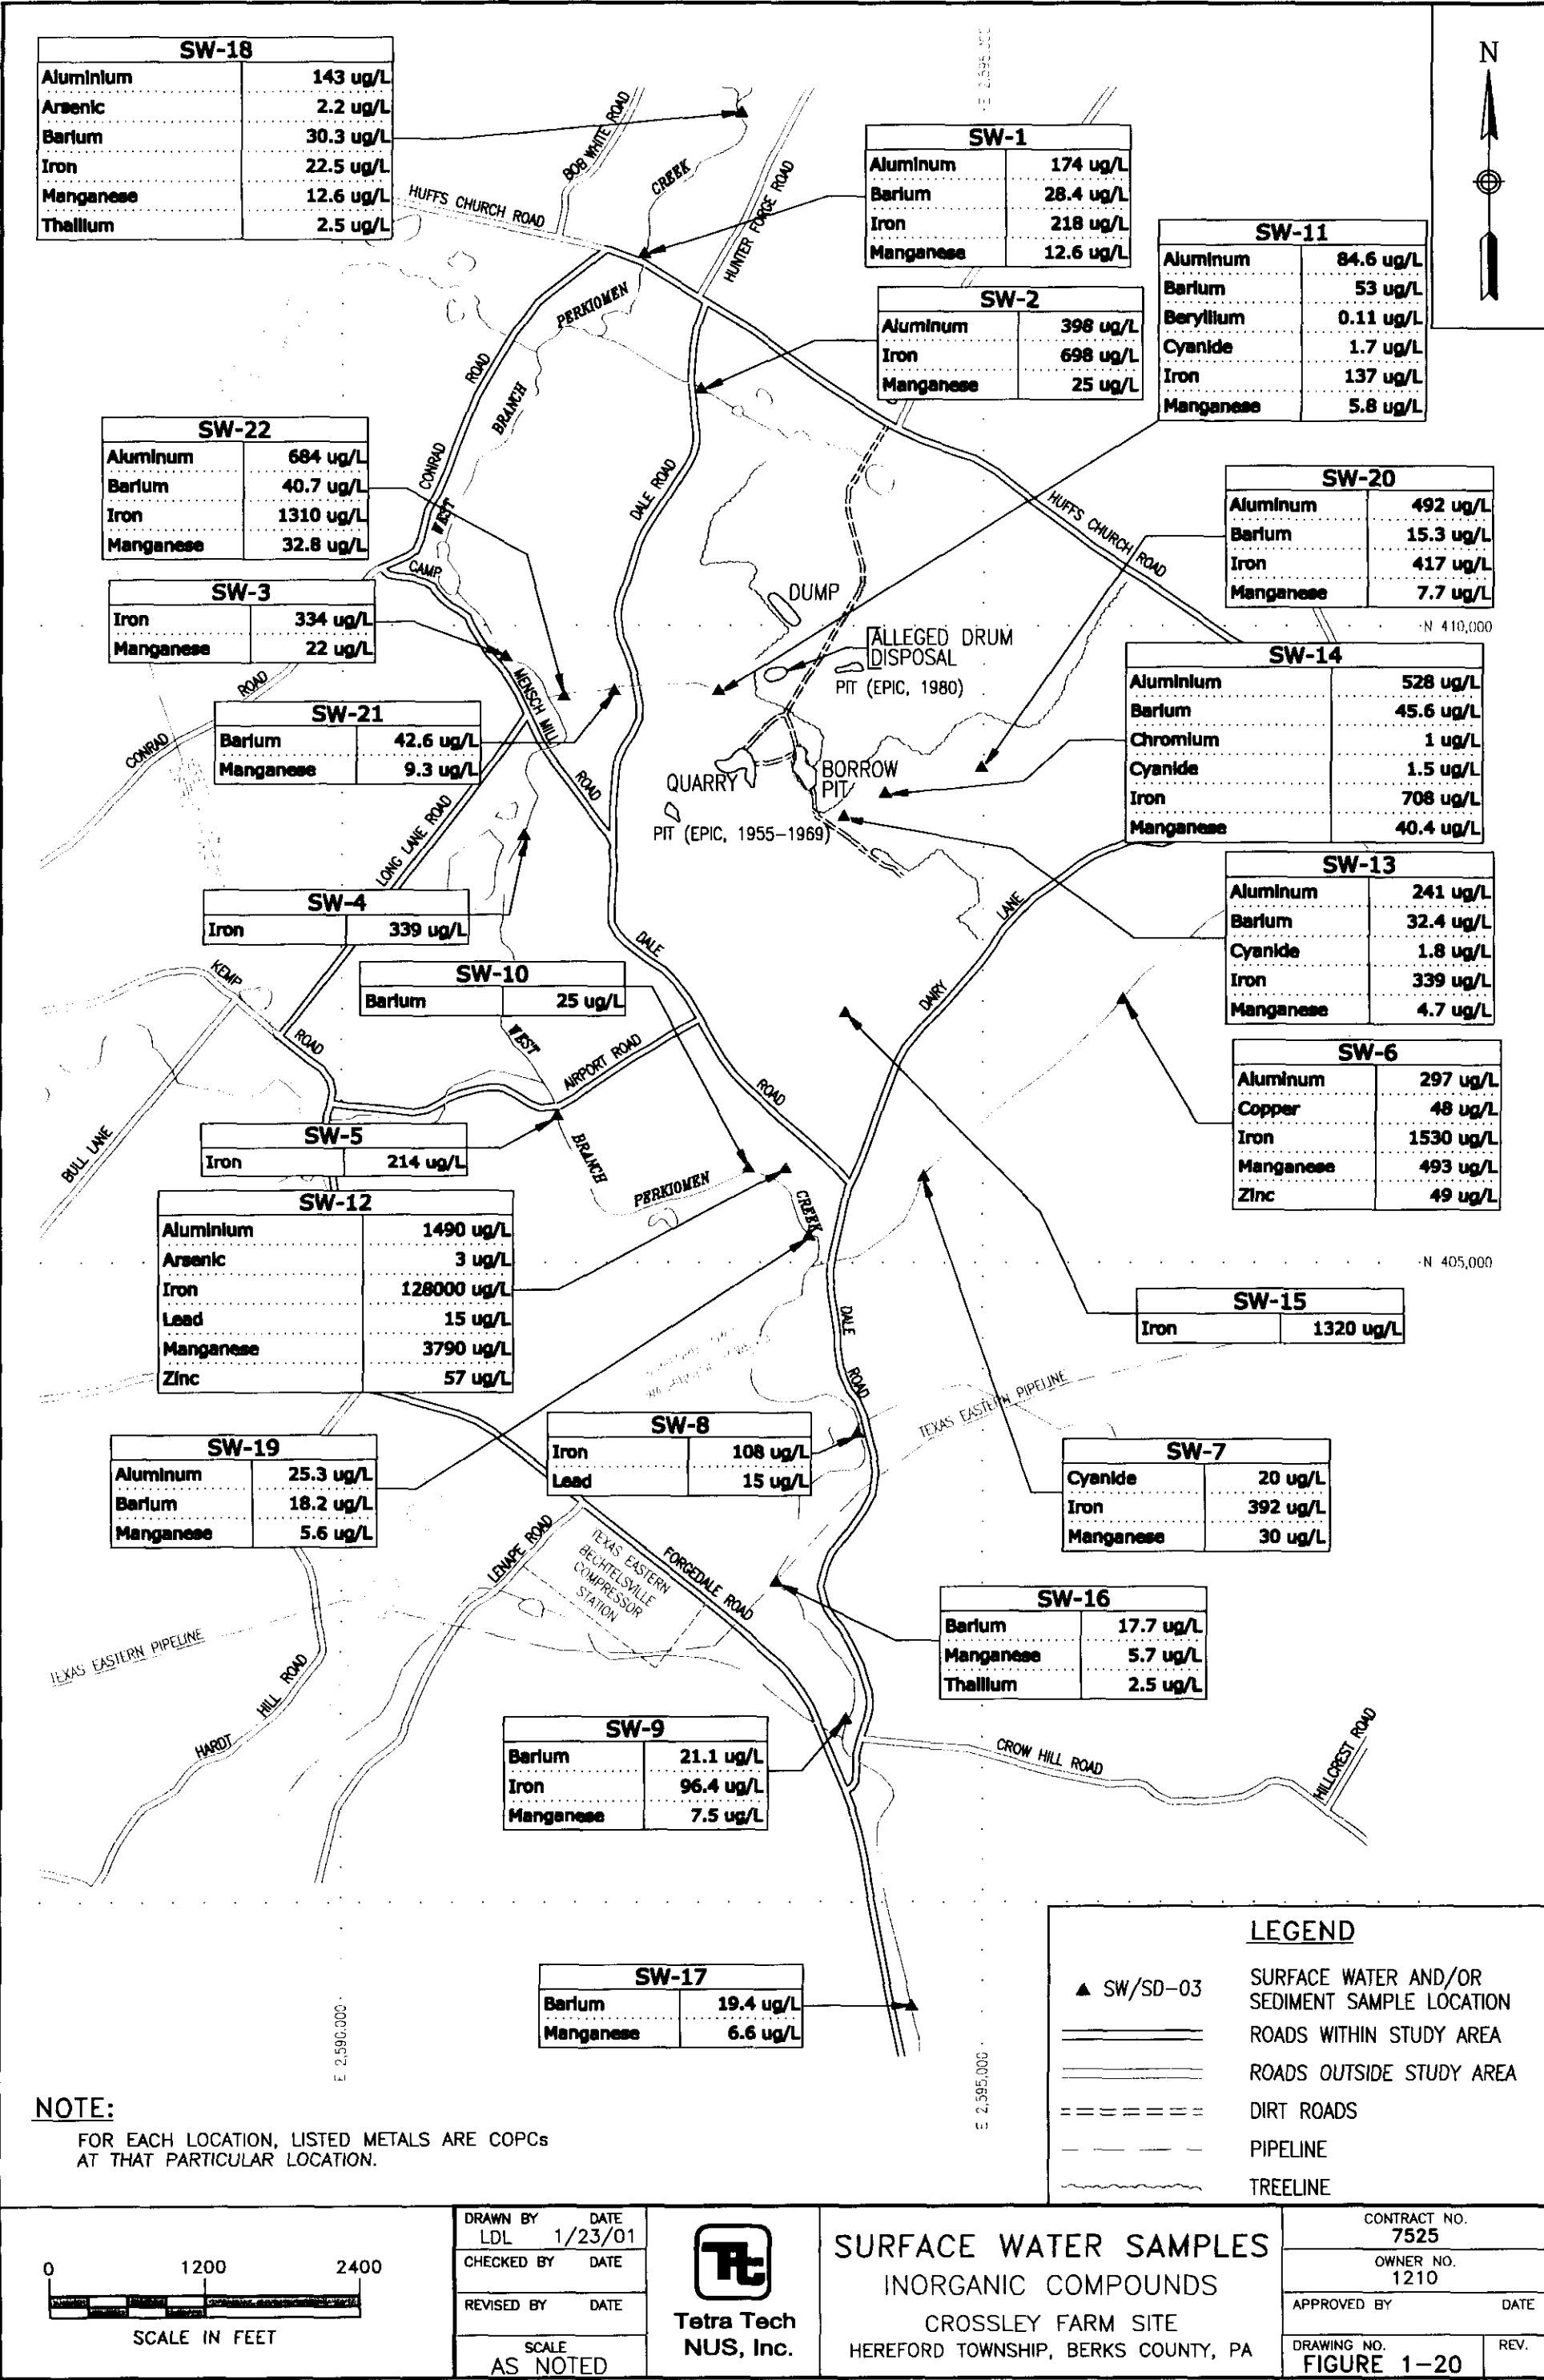 SW-18
Aluminium 143 ug/L
Arsenic 2.2 ug/L
Barium 30.3 ug/L
Iron 22.5 ug/L
Manganese 12.6 ug/L
Thallium 2.5 ug/L
E 2,595,000
N
BOB WHITE ROAD
CREEK
HUNTER FORGE ROAD
HUFFS CHURCH ROAD
SW-1
Aluminum 174 ug/L
Barium 28.4 ug/L
Iron 218 ug/L
Manganese 12.6 ug/L
SW-11
Aluminum 84.6 ug/L
Barium 53 ug/L
Beryllium 0.11 ug/L
Cyanide 1.7 ug/L
Iron 137 ug/L
Manganese 5.8 ug/L
SW-2
Aluminum 398 ug/L
Iron 698 ug/L
Manganese 25 ug/L
PERKIOMEN
ROAD
BRANCH
CONRAD
WEST
DALE ROAD
SW-22
Aluminum 684 ug/L
Barium 40.7 ug/L
Iron 1310 ug/L
Manganese 32.8 ug/L
CAMP
HUFFS CHURCH ROAD
SW-20
Aluminum 492 ug/L
Barium 15.3 ug/L
Iron 417 ug/L
Manganese 7.7 ug/L
SW-3
Iron 334 ug/L
Manganese 22 ug/L
DUMP
ALLEGED DRUM
DISPOSAL
PIT (EPIC, 1980)
N 410,000
SW-14
Aluminium 528 ug/L
Barium 45.6 ug/L
Chromium 1 ug/L
Cyanide 1.5 ug/L
Iron 708 ug/L
Manganese 40.4 ug/L
ROAD
CONRAD
MENSCH MILL
ROAD
SW-21
Barium 42.6 ug/L
Manganese 9.3 ug/L
QUARRY
BORROW
PIT
PIT (EPIC, 1955-1969)
LONG LANE ROAD
SW-13
Aluminum 241 ug/L
Barium 32.4 ug/L
Cyanide 1.8 ug/L
Iron 339 ug/L
Manganese 4.7 ug/L
SW-4
Iron 339 ug/L
LANE
DAIRY
DALE
KEMP
ROAD
SW-10
Barium 25 ug/L
WEST
AIRPORT ROAD
ROAD
SW-6
Aluminum 297 ug/L
Copper 48 ug/L
Iron 1530 ug/L
Manganese 493 ug/L
Zinc 49 ug/L
BULL LANE
SW-5
Iron 214 ug/L
BRANCH
PERKIOMEN
CREEK
SW-12
Aluminium 1490 ug/L
Arsenic 3 ug/L
Iron 128000 ug/L
Lead 15 ug/L
Manganese 3790 ug/L
Zinc 57 ug/L
N 405,000
SW-15
Iron 1320 ug/L
DALE
ROAD
TEXAS EASTERN PIPELINE
SW-19
Aluminum 25.3 ug/L
Barium 18.2 ug/L
Manganese 5.6 ug/L
SW-8
Iron 108 ug/L
Lead 15 ug/L
SW-7
Cyanide 20 ug/L
Iron 392 ug/L
Manganese 30 ug/L
LENAPE ROAD
TEXAS EASTERN
BECHTELSVILLE
COMPRESSOR
STATION
FORGEDALE ROAD
SW-16
Barium 17.7 ug/L
Manganese 5.7 ug/L
Thallium 2.5 ug/L
TEXAS EASTERN PIPELINE
HARDT
HILL ROAD
SW-9
Barium 21.1 ug/L
Iron 96.4 ug/L
Manganese 7.5 ug/L
CROW HILL ROAD
HILLCREST ROAD
SW-17
Barium 19.4 ug/L
Manganese 6.6 ug/L
E 2,590,000
E 2,595,000
LEGEND
SW/SD-03 SURFACE WATER AND/OR
SEDIMENT SAMPLE LOCATION
ROADS WITHIN STUDY AREA
ROADS OUTSIDE STUDY AREA
DIRT ROADS
PIPELINE
TREELINE
NOTE:
FOR EACH LOCATION, LISTED METALS ARE COPCs
AT THAT PARTICULAR LOCATION.
0 1200 2400
SCALE IN FEET
DRAWN BY DATE
LDL 1/23/01
CHECKED BY DATE
REVISED BY DATE
SCALE
AS NOTED
Tt
Tetra Tech
NUS, Inc.
SURFACE WATER SAMPLES
INORGANIC COMPOUNDS
CROSSLEY FARM SITE
HEREFORD TOWNSHIP, BERKS COUNTY, PA
CONTRACT NO.
7525
OWNER NO.
1210
APPROVED BY DATE
DRAWING NO. REV.
FIGURE 1-20